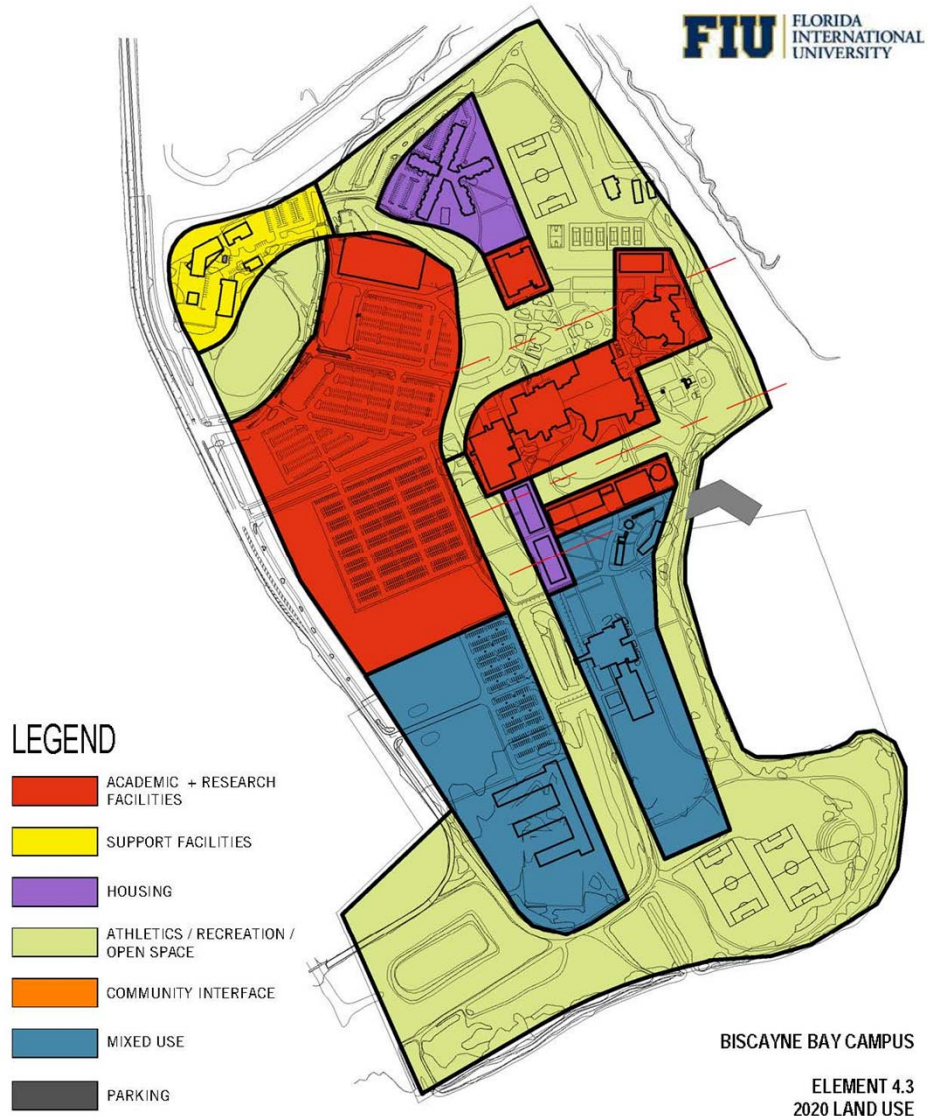 FIU
FLORIDA
INTERNATIONAL
UNIVERSITY
LEGEND
ACADEMIC + RESEARCH
FACILITIES
SUPPORT FACILITIES
HOUSING
ATHLETICS / RECREATION /
OPEN SPACE
COMMUNITY INTERFACE
MIXED USE
PARKING
BISCAYNE BAY CAMPUS
ELEMENT 4.3
2020 LAND USE